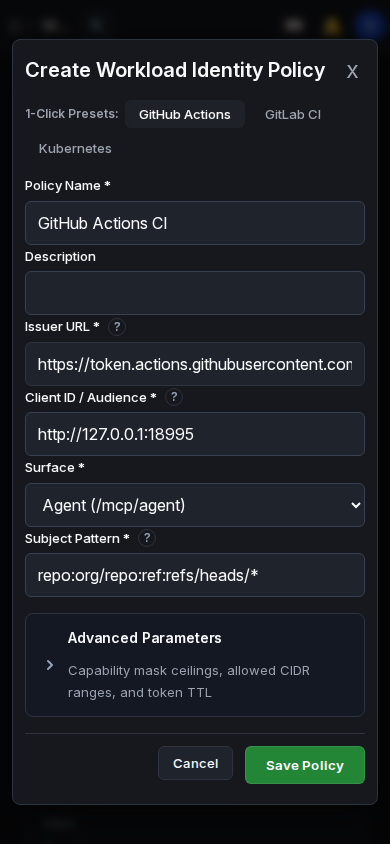 Create Workload Identity Policy
X
1-Click Presets:
GitHub Actions
GitLab CI
Kubernetes
Policy Name *
GitHub Actions CI
Description
Issuer URL *
?
https://token.actions.githubusercontent.com
Client ID / Audience *
?
http://127.0.0.1:18995
Surface *
Agent (/mcp/agent)
Subject Pattern *
?
repo:org/repo:ref:refs/heads/*
Advanced Parameters
Capability mask ceilings, allowed CIDR
ranges, and token TTL
Cancel
Save Policy